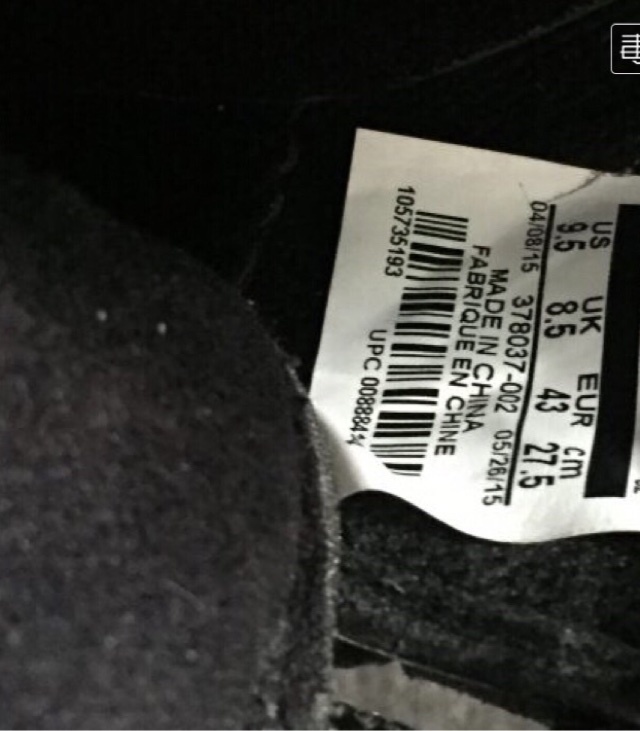 US UK EUR cm
9.5 8.5 43 27.5
04/08/15 378037-002 05/26/15
MADE IN CHINA
FABRIQUE EN CHINE
105735193
UPC 008884